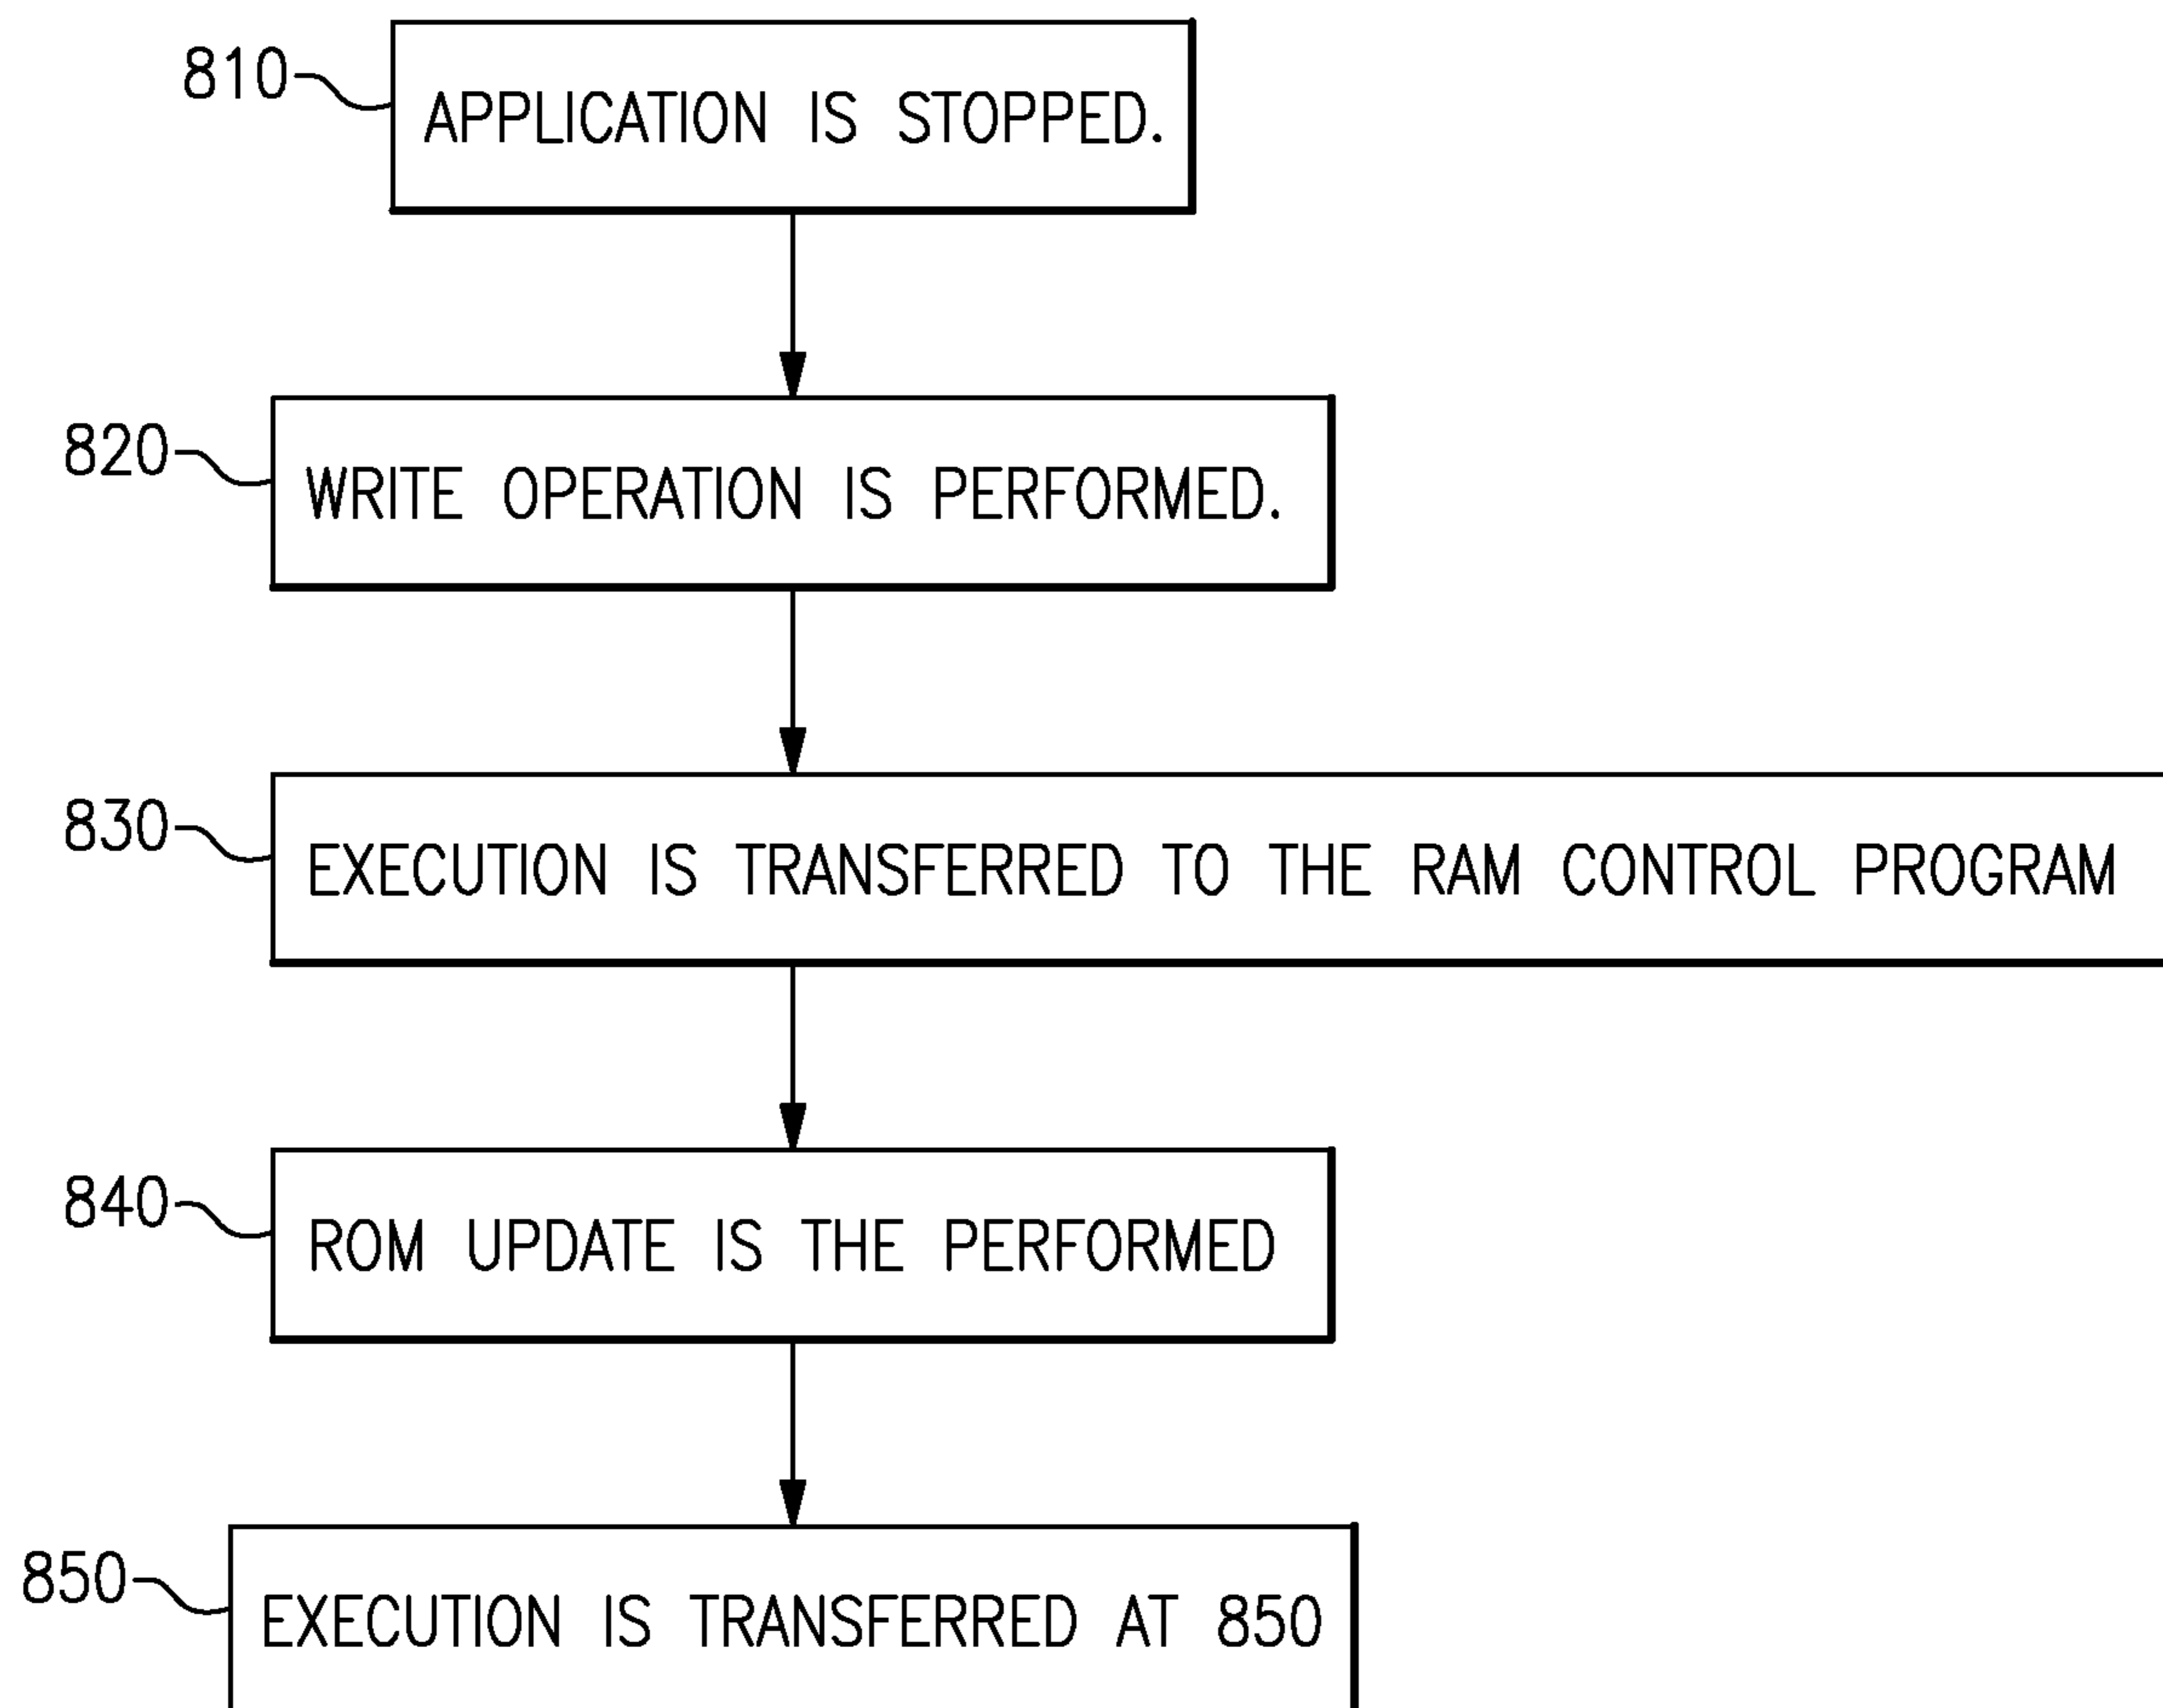 810
APPLICATION IS STOPPED.
820
WRITE OPERATION IS PERFORMED.
830
EXECUTION IS TRANSFERRED TO THE RAM CONTROL PROGRAM
840
ROM UPDATE IS THE PERFORMED
850
EXECUTION IS TRANSFERRED AT 850